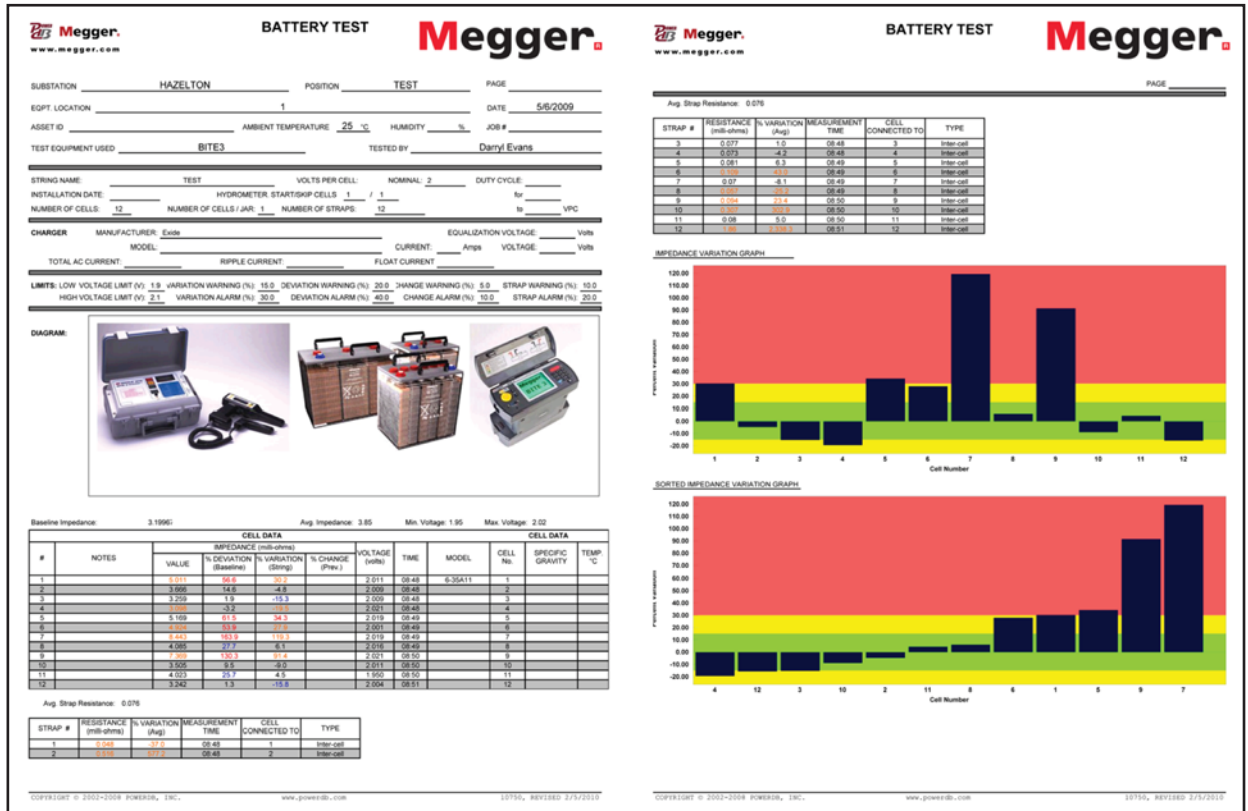 Megger.
www.megger.com
BATTERY TEST
Megger.
SUBSTATION HAZELTON POSITION TEST PAGE
EQPT. LOCATION 1 DATE 5/6/2009
ASSET ID AMBIENT TEMPERATURE 25 °C HUMIDITY % JOB #
TEST EQUIPMENT USED BITE3 TESTED BY Darryl Evans
STRING NAME: TEST VOLTS PER CELL: NOMINAL: 2 DUTY CYCLE:
INSTALLATION DATE: HYDROMETER. START/SKIP CELLS 1 / 1 for
NUMBER OF CELLS: 12 NUMBER OF CELLS / JAR: 1 NUMBER OF STRAPS: 12 to VPC
CHARGER MANUFACTURER: Exide EQUALIZATION VOLTAGE: Volts
MODEL: CURRENT: Amps VOLTAGE: Volts
TOTAL AC CURRENT: RIPPLE CURRENT: FLOAT CURRENT
LIMITS: LOW VOLTAGE LIMIT (V): 1.9 VARIATION WARNING (%): 15.0 DEVIATION WARNING (%): 20.0 CHANGE WARNING (%): 5.0 STRAP WARNING (%): 10.0
HIGH VOLTAGE LIMIT (V): 2.1 VARIATION ALARM (%): 30.0 DEVIATION ALARM (%): 40.0 CHANGE ALARM (%): 10.0 STRAP ALARM (%): 20.0
DIAGRAM:
Megger
BITE 3
Baseline Impedance: 3.1996 Avg. Impedance: 3.85 Min. Voltage: 1.95 Max. Voltage: 2.02
CELL DATA CELL DATA
# NOTES IMPEDANCE (milli-ohms) VOLTAGE (volts) TIME MODEL CELL No. SPECIFIC GRAVITY TEMP. °C
VALUE % DEVIATION (Baseline) % VARIATION (String) % CHANGE (Prev.)
1 5.011 56.6 30.2 2.011 08:48 6-35A11 1
2 3.666 14.6 -4.8 2.009 08:48 2
3 3.259 1.9 -15.3 2.009 08:48 3
4 -3.2 2.021 08:48 4
5 5.169 61.5 34.3 2.019 08:49 5
6 53.9 2.001 08:49 6
7 8.443 163.9 119.3 2.019 08:49 7
8 4.085 27.7 6.1 2.016 08:49 8
9 7.369 130.3 91.4 2.021 08:50 9
10 3.505 9.5 -9.0 2.011 08:50 10
11 4.023 25.7 4.5 1.950 08:50 11
12 3.242 1.3 -15.8 2.004 08:51 12
Avg. Strap Resistance: 0.076
STRAP # RESISTANCE (milli-ohms) % VARIATION (Avg) MEASUREMENT TIME CELL CONNECTED TO TYPE
1 0.048 -37.0 08:48 1 Inter-cell
2 08:48 2 Inter-cell
COPYRIGHT © 2002-2008 POWERDB, INC. www.powerdb.com 10750, REVISED 2/5/2010
Megger.
www.megger.com
BATTERY TEST
Megger.
PAGE
Avg. Strap Resistance: 0.076
STRAP # RESISTANCE (milli-ohms) % VARIATION (Avg) MEASUREMENT TIME CELL CONNECTED TO TYPE
3 0.077 1.0 08:48 3 Inter-cell
4 0.073 -4.2 08:48 4 Inter-cell
5 0.081 6.3 08:49 5 Inter-cell
6 08:49 6 Inter-cell
7 0.07 -8.1 08:49 7 Inter-cell
8 08:49 8 Inter-cell
9 0.094 23.4 08:50 9 Inter-cell
10 08:50 10 Inter-cell
11 0.08 5.0 08:50 11 Inter-cell
12 08:51 12 Inter-cell
IMPEDANCE VARIATION GRAPH
120.00
110.00
100.00
90.00
80.00
70.00
60.00
50.00
40.00
30.00
20.00
10.00
0.00
-10.00
-20.00
1 2 3 4 5 6 7 8 9 10 11 12
Cell Number
SORTED IMPEDANCE VARIATION GRAPH
120.00
110.00
100.00
90.00
80.00
70.00
60.00
50.00
40.00
30.00
20.00
10.00
0.00
-10.00
-20.00
4 12 3 10 2 11 8 6 1 5 9 7
Cell Number
COPYRIGHT © 2002-2008 POWERDB, INC. www.powerdb.com 10750, REVISED 2/5/2010